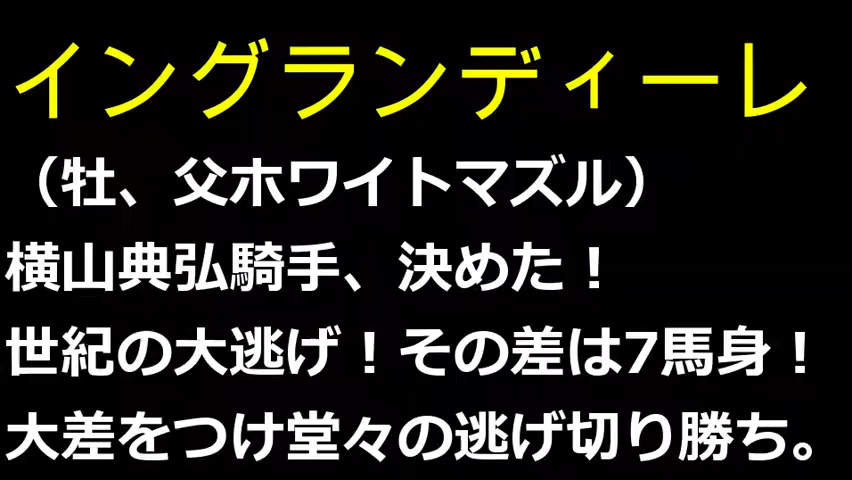 イングランディーレ
（牡、父ホワイトマズル）
横山典弘騎手、決めた！
世紀の大逃げ！その差は7馬身！
大差をつけ堂々の逃げ切り勝ち。